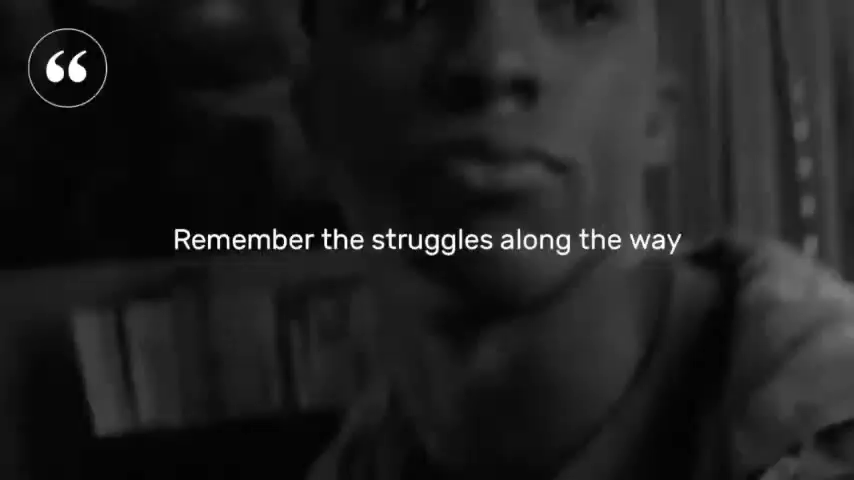 “
Remember the struggles along the way